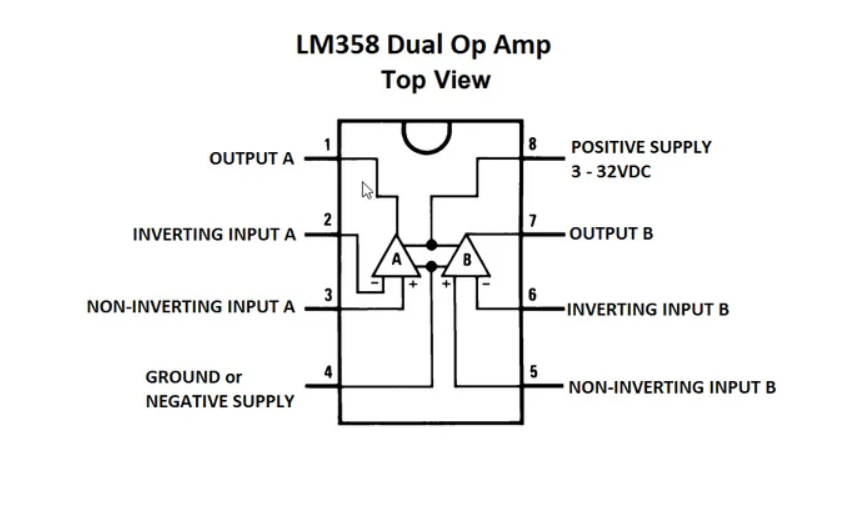 LM358 Dual Op Amp
Top View
1
OUTPUT A
8
POSITIVE SUPPLY
3 - 32VDC
2
INVERTING INPUT A
7
OUTPUT B
A
B
-
+
+
-
3
NON-INVERTING INPUT A
6
INVERTING INPUT B
4
GROUND or
NEGATIVE SUPPLY
5
NON-INVERTING INPUT B